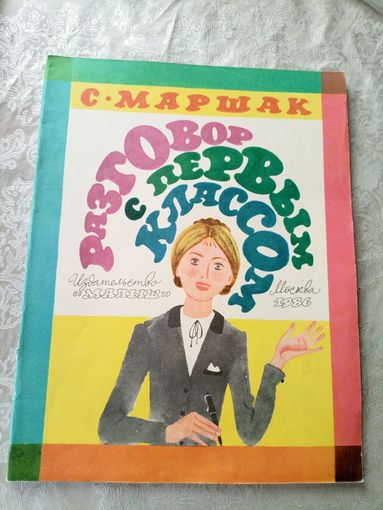 С·МАРШАК
РАЗГОВОР
С ПЕРВЫМ
КЛАССОМ
Издательство
«МАЛЫШ»
Москва
1986